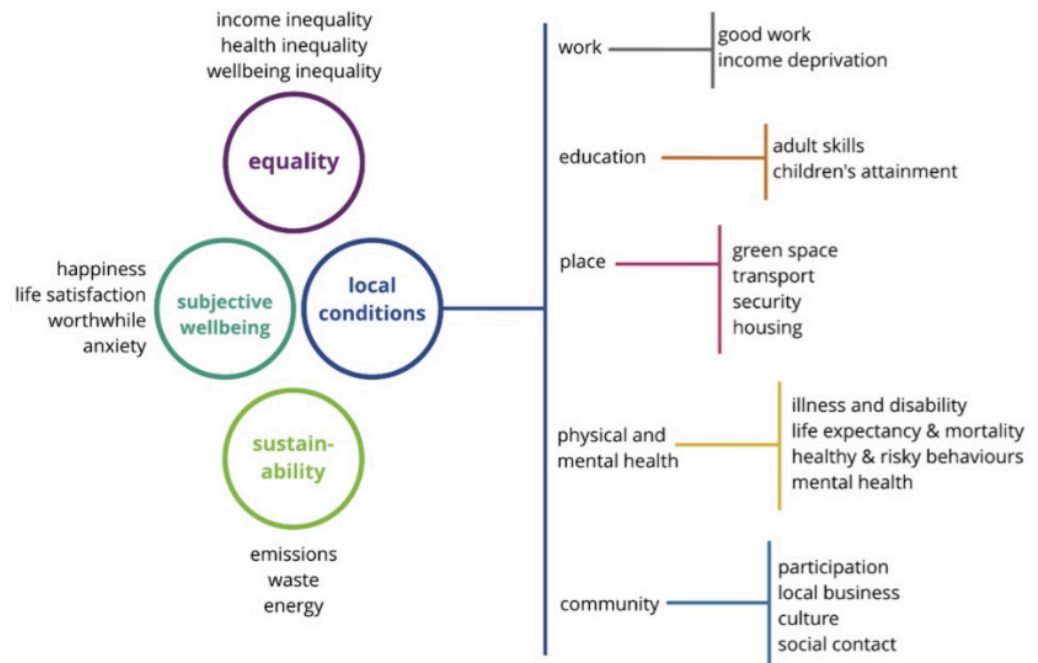 income inequality
health inequality
wellbeing inequality
equality
happiness
life satisfaction
worthwhile
anxiety
subjective
wellbeing
local
conditions
sustain-
ability
emissions
waste
energy
work
good work
income deprivation
education
adult skills
children's attainment
place
green space
transport
security
housing
physical and
mental health
illness and disability
life expectancy & mortality
healthy & risky behaviours
mental health
community
participation
local business
culture
social contact